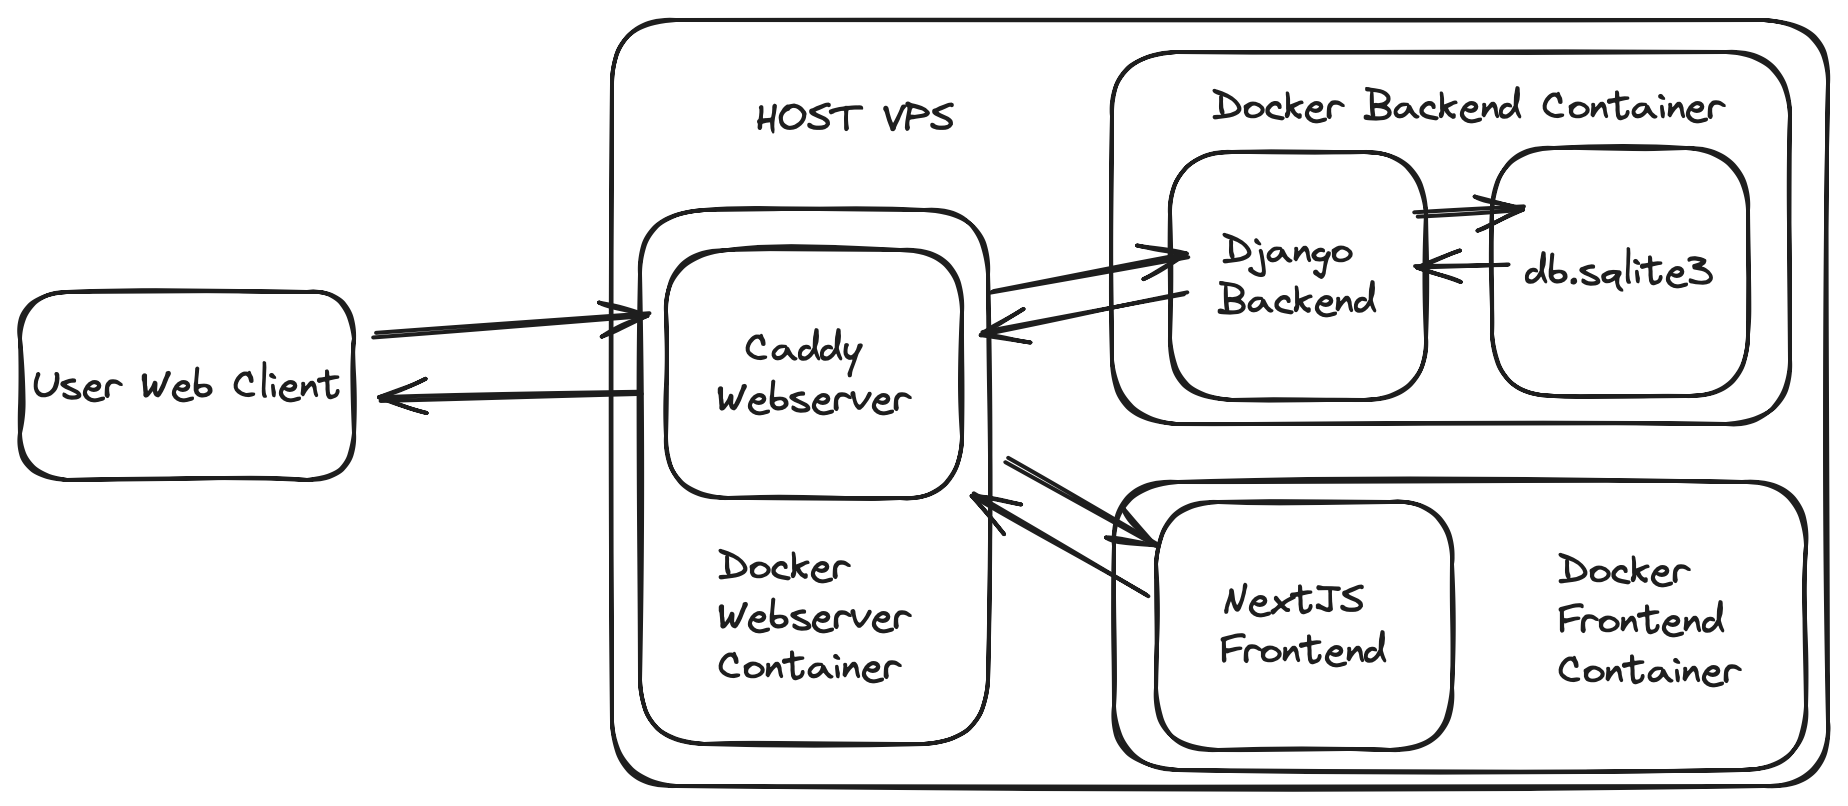 HOST VPS
Docker Backend Container
Django
Backend
db.sqlite3
User Web Client
Caddy
Webserver
Docker
Webserver
Container
NextJS
Frontend
Docker
Frontend
Container